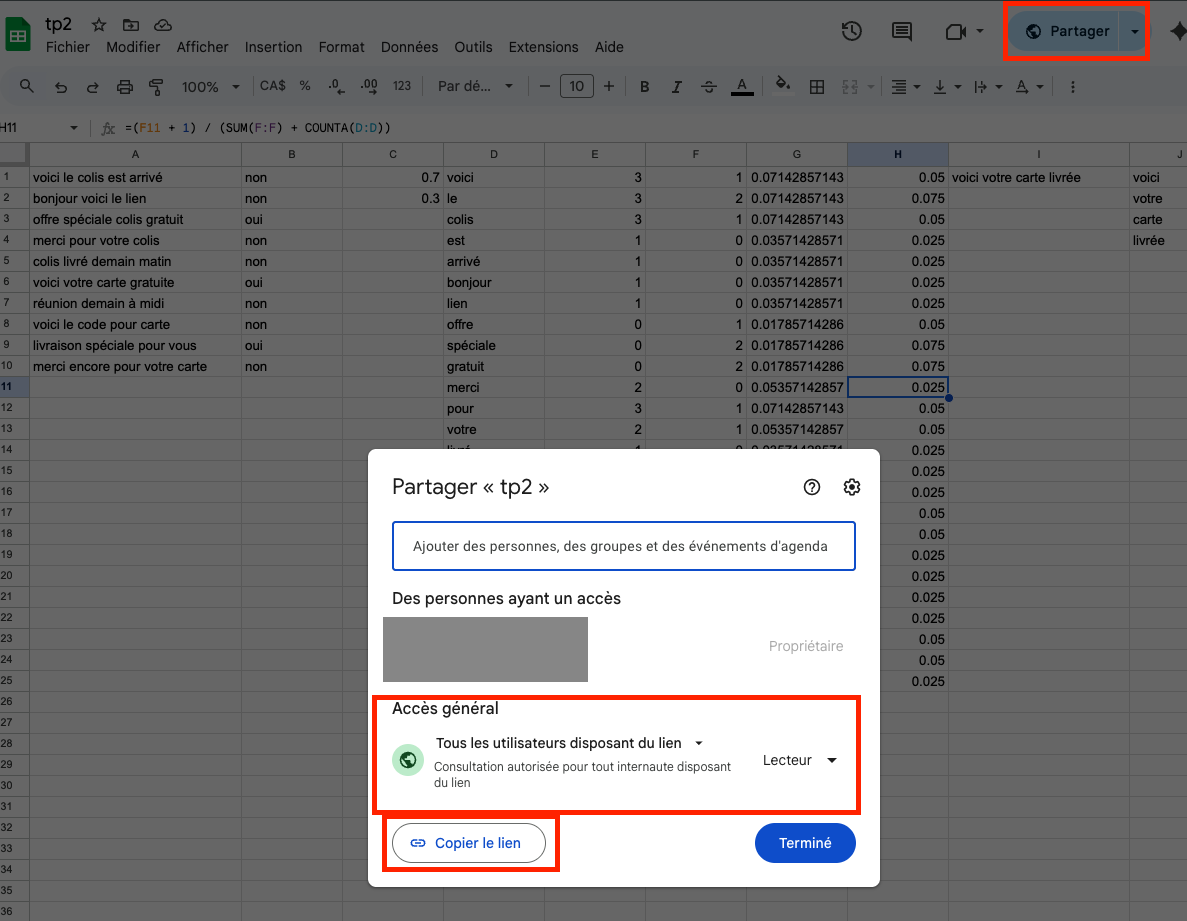 tp2
Partager
Fichier Modifier Afficher Insertion Format Données Outils Extensions Aide
100% CA$ % .0 .00 123 Par dé... − 10 + B I A A
H11 fx =(F11 + 1) / (SUM(F:F) + COUNTA(D:D))
A B C D E F G H I J
1 voici le colis est arrivé non 0.7 voici 3 1 0.07142857143 0.05 voici votre carte livrée voici
2 bonjour voici le lien non 0.3 le 3 2 0.07142857143 0.075 votre
3 offre spéciale colis gratuit oui colis 3 1 0.07142857143 0.05 carte
4 merci pour votre colis non est 1 0 0.03571428571 0.025 livrée
5 colis livré demain matin non arrivé 1 0 0.03571428571 0.025
6 voici votre carte gratuite oui bonjour 1 0 0.03571428571 0.025
7 réunion demain à midi non lien 1 0 0.03571428571 0.025
8 voici le code pour carte non offre 0 1 0.01785714286 0.05
9 livraison spéciale pour vous oui spéciale 0 2 0.01785714286 0.075
10 merci encore pour votre carte non gratuit 0 2 0.01785714286 0.075
11 merci 2 0 0.05357142857 0.025
12 pour 3 1 0.07142857143 0.05
13 votre 2 1 0.05357142857 0.05
14 0.025
15 0.025
16 0.025
17 0.05
18 0.05
19 0.025
20 0.025
21 0.025
22 0.025
23 0.05
24 0.05
25 0.025
26
27
28
29
30
31
32
33
34
35
36
Partager « tp2 »
Ajouter des personnes, des groupes et des événements d'agenda
Des personnes ayant un accès
Propriétaire
Accès général
Tous les utilisateurs disposant du lien
Consultation autorisée pour tout internaute disposant
du lien
Lecteur
Copier le lien
Terminé